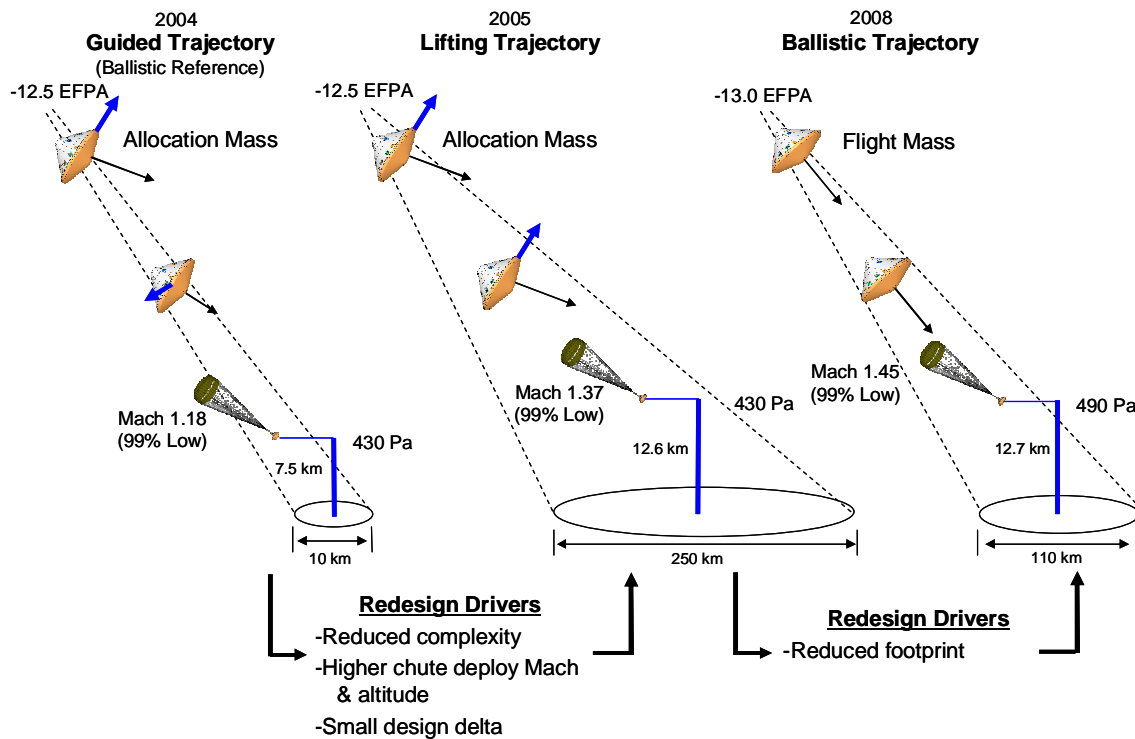 2004
Guided Trajectory
(Ballistic Reference)
-12.5 EFPA
Allocation Mass
Mach 1.18
(99% Low)
430 Pa
7.5 km
10 km
2005
Lifting Trajectory
-12.5 EFPA
Allocation Mass
Mach 1.37
(99% Low)
430 Pa
12.6 km
250 km
2008
Ballistic Trajectory
-13.0 EFPA
Flight Mass
Mach 1.45
(99% Low)
490 Pa
12.7 km
110 km
Redesign Drivers
-Reduced complexity
-Higher chute deploy Mach
& altitude
-Small design delta
Redesign Drivers
-Reduced footprint